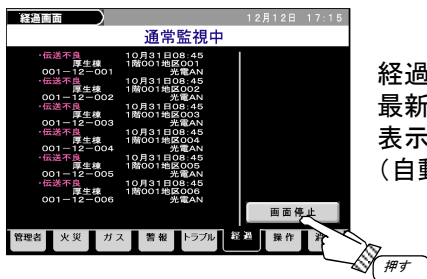 経過画面
12月12日 17:15
通常監視中
・伝送不良 10月31日08:45
厚生棟 1階001地区001
001－12－001 光電AN
・伝送不良 10月31日08:45
厚生棟 1階001地区002
001－12－002 光電AN
・伝送不良 10月31日08:45
厚生棟 1階001地区003
001－12－003 光電AN
・伝送不良 10月31日08:45
厚生棟 1階001地区004
001－12－004 光電AN
・伝送不良 10月31日08:45
厚生棟 1階001地区005
001－12－005 光電AN
・伝送不良 10月31日08:45
厚生棟 1階001地区006
001－12－006 光電AN
画面停止
管理者 火災 ガス 警報 トラブル 経過 操作
押す
経過
最新
表示
（自動